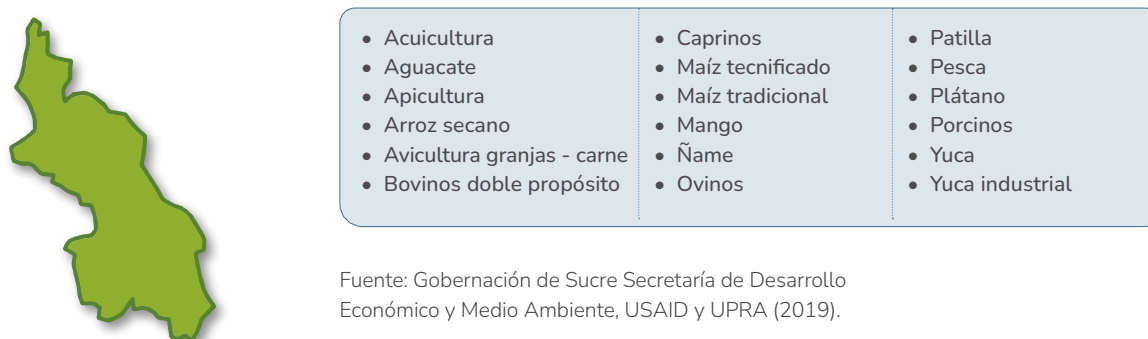 • Acuicultura
• Aguacate
• Apicultura
• Arroz secano
• Avicultura granjas - carne
• Bovinos doble propósito
• Caprinos
• Maíz tecnificado
• Maíz tradicional
• Mango
• Ñame
• Ovinos
• Patilla
• Pesca
• Plátano
• Porcinos
• Yuca
• Yuca industrial
Fuente: Gobernación de Sucre Secretaría de Desarrollo
Económico y Medio Ambiente, USAID y UPRA (2019).